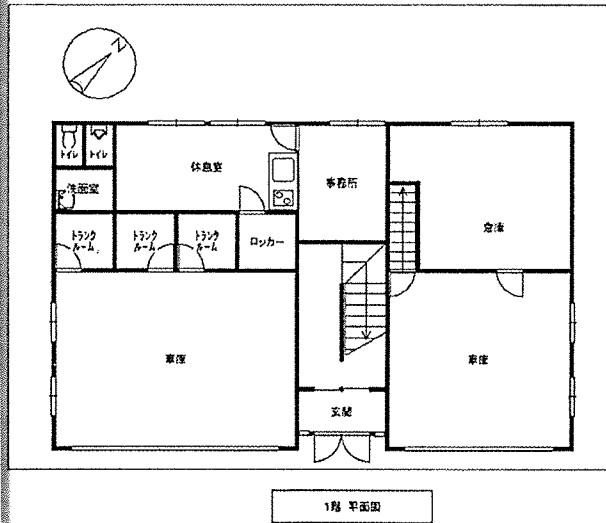 N
トイレ
トイレ
休息室
事務所
洗面室
倉庫
トランク
ルーム
トランク
ルーム
トランク
ルーム
ロッカー
車庫
車庫
玄関
1階 平面図